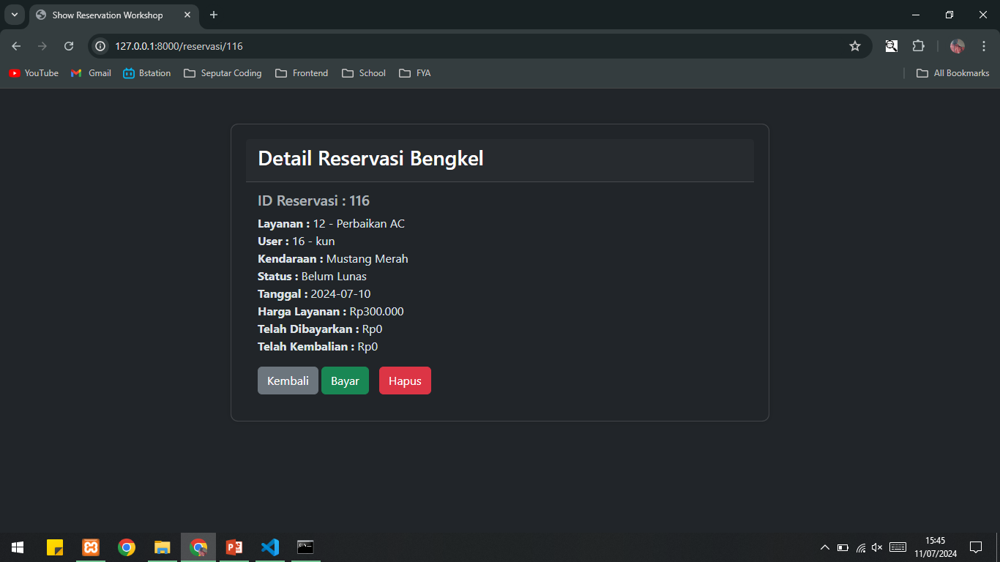 Show Reservation Workshop
127.0.0.1:8000/reservasi/116
YouTube Gmail Bstation Seputar Coding Frontend School FYA All Bookmarks
Detail Reservasi Bengkel
ID Reservasi : 116
Layanan : 12 - Perbaikan AC
User : 16 - kun
Kendaraan : Mustang Merah
Status : Belum Lunas
Tanggal : 2024-07-10
Harga Layanan : Rp300.000
Telah Dibayarkan : Rp0
Telah Kembalian : Rp0
Kembali Bayar Hapus
15:45
11/07/2024